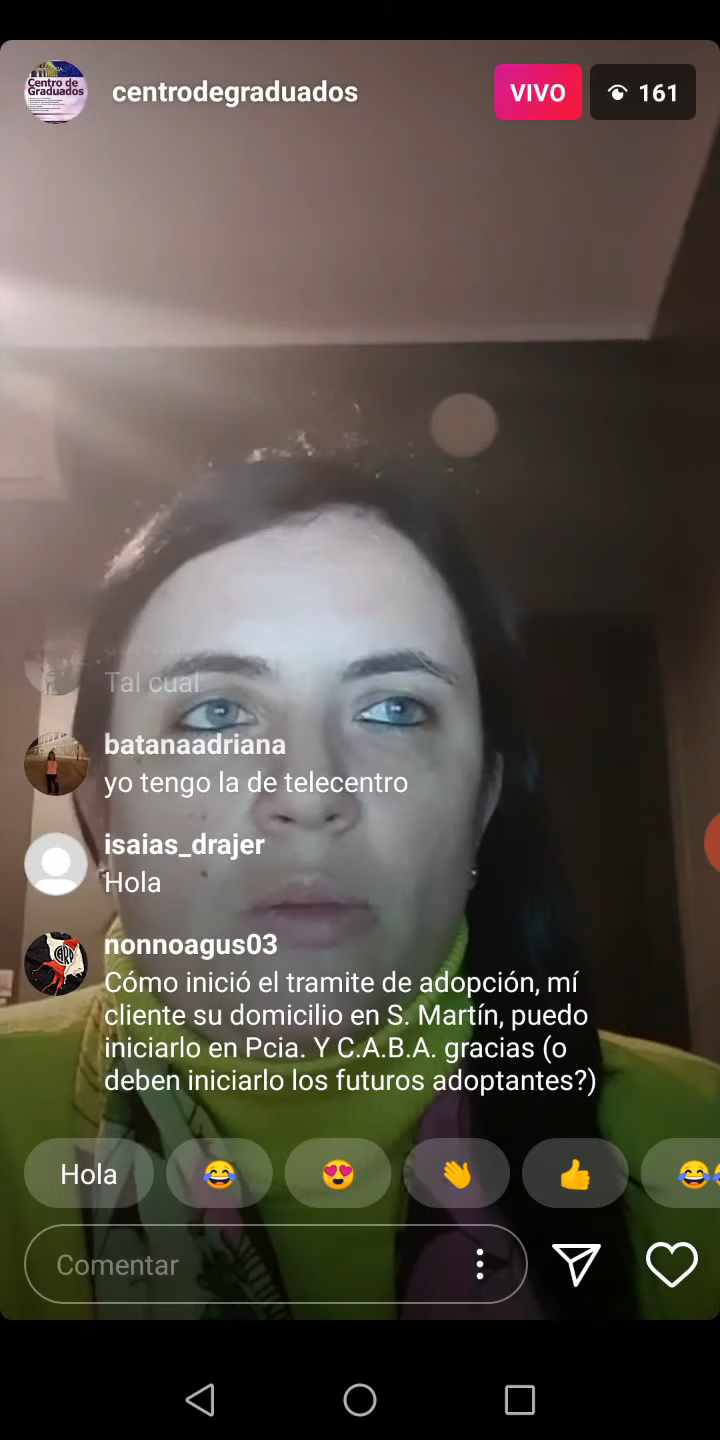 Centro de
Graduados
centrodegraduados
VIVO
161
Tal cual
batanaadriana
yo tengo la de telecentro
isaias_drajer
Hola
nonnoagus03
Cómo inició el tramite de adopción, mí
cliente su domicilio en S. Martín, puedo
iniciarlo en Pcia. Y C.A.B.A. gracias (o
deben iniciarlo los futuros adoptantes?)
Hola
Comentar